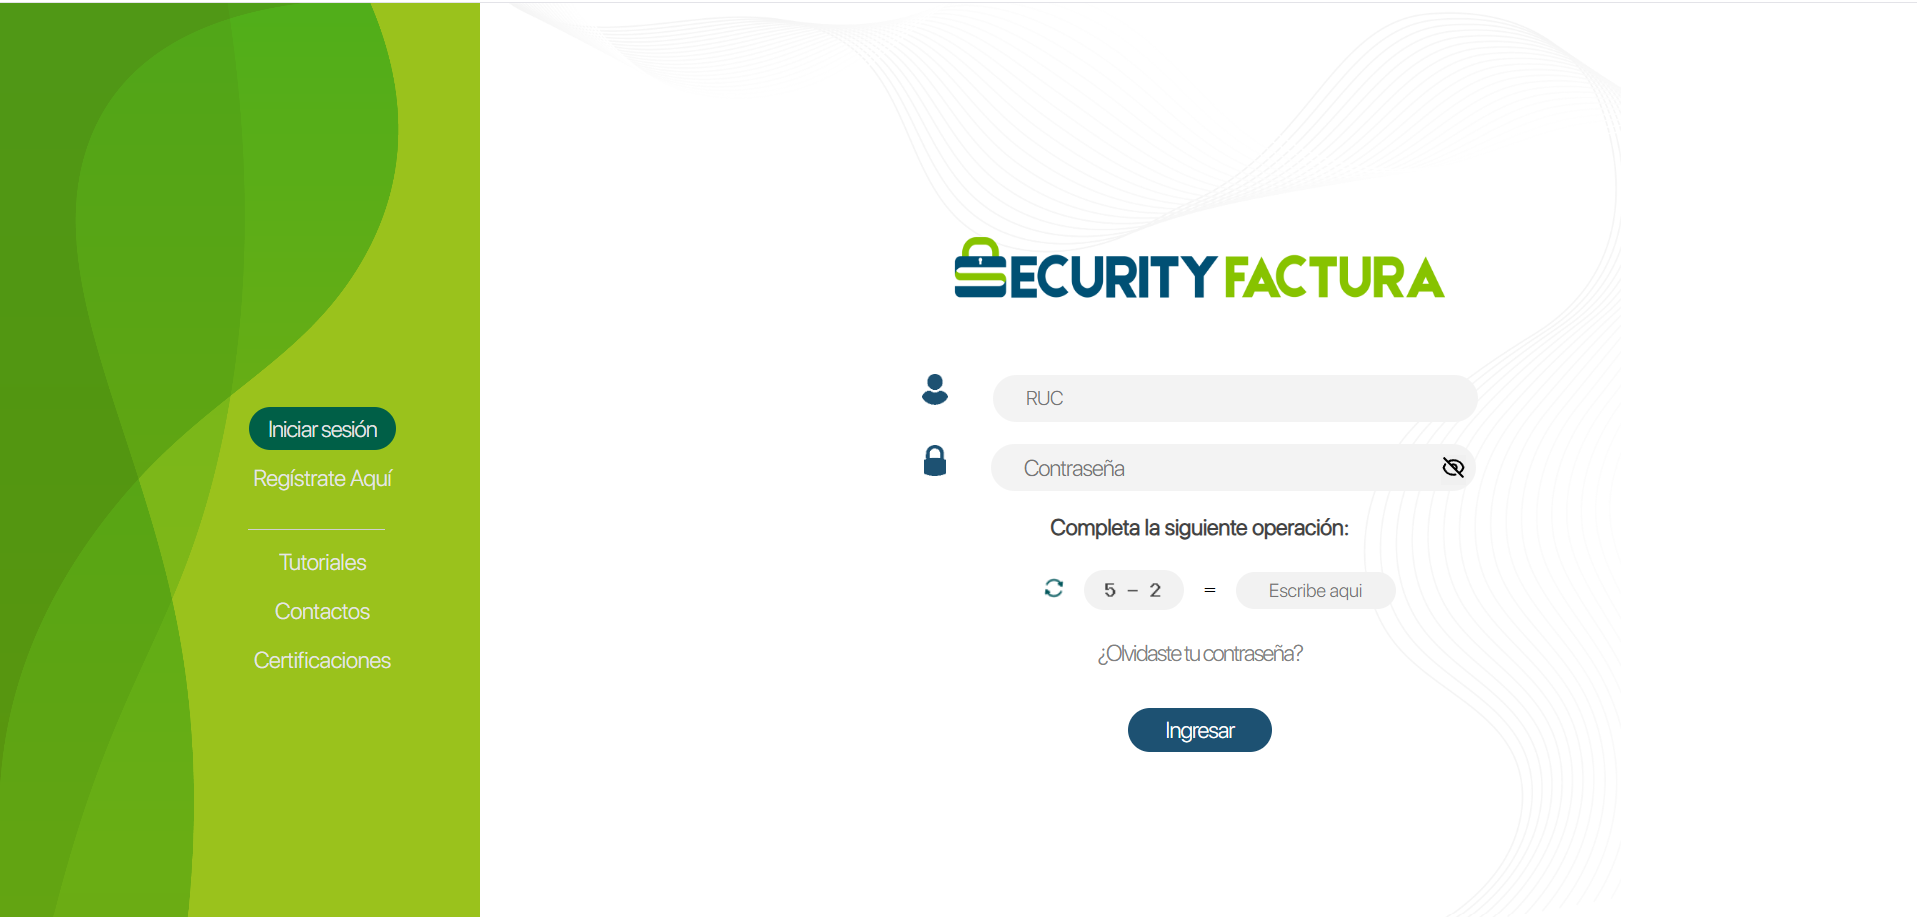 Iniciar sesión
Regístrate Aquí
Tutoriales
Contactos
Certificaciones
SECURITY FACTURA
RUC
Contraseña
Completa la siguiente operación:
5 - 2 = Escribe aqui
¿Olvidaste tu contraseña?
Ingresar